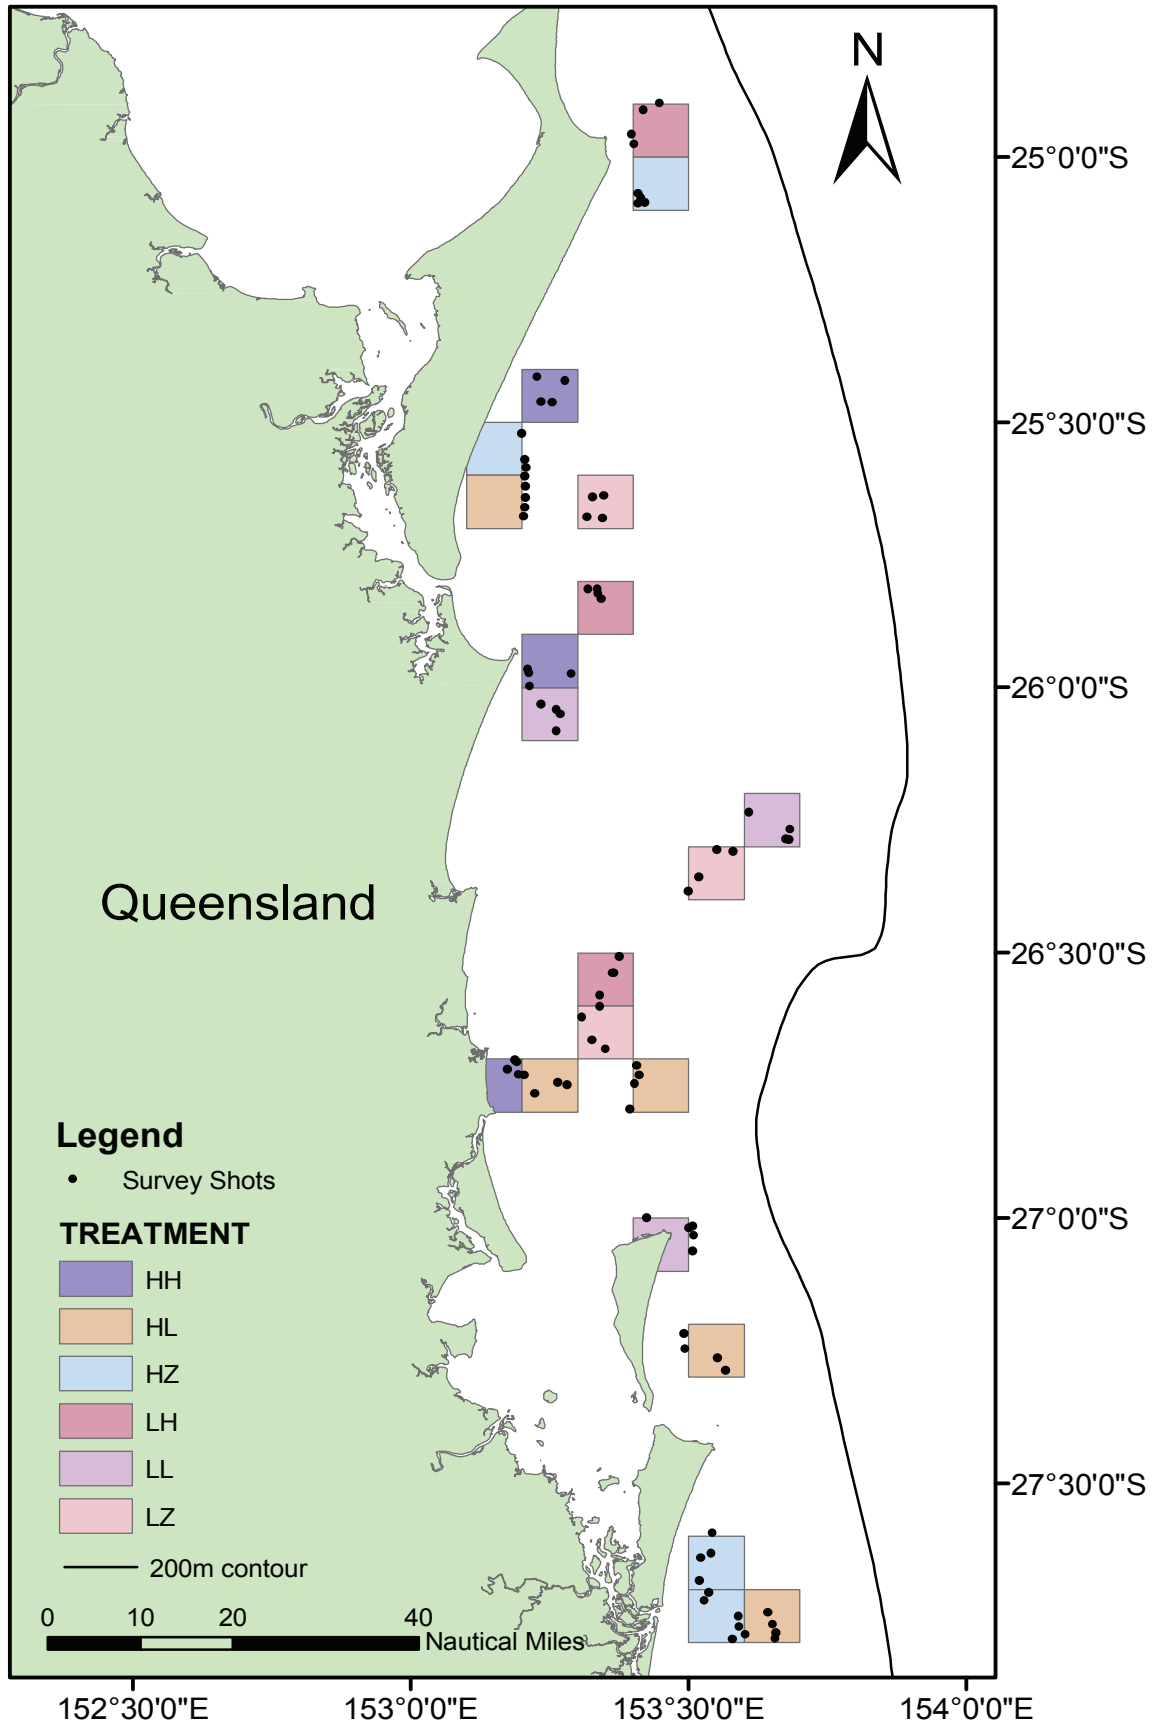 N
25°0'0"S
25°30'0"S
26°0'0"S
Queensland
26°30'0"S
Legend
Survey Shots
27°0'0"S
TREATMENT
HH
HL
HZ
LH
LL
27°30'0"S
LZ
200m contour
0 10 20 40
Nautical Miles
152°30'0"E 153°0'0"E 153°30'0"E 154°0'0"E